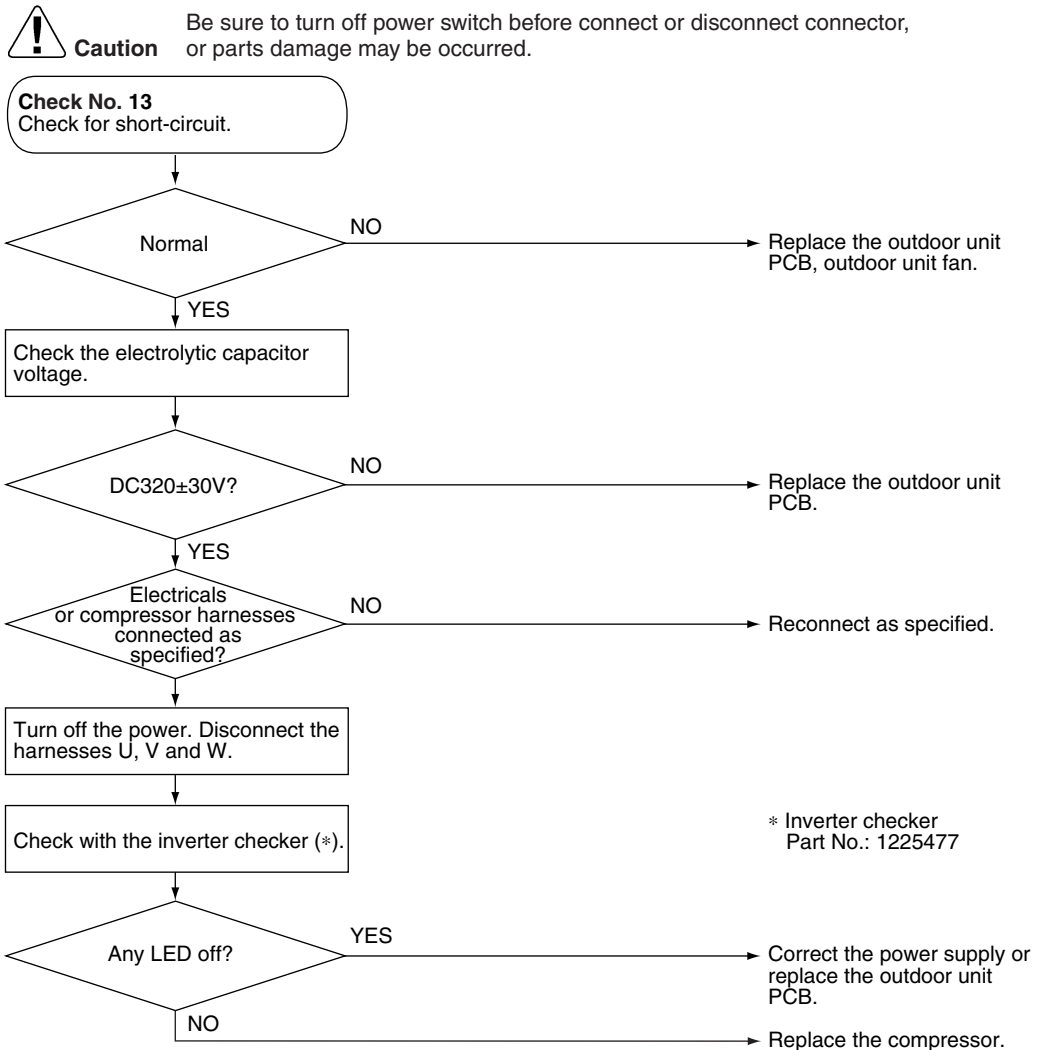 Be sure to turn off power switch before connect or disconnect connector,
Caution or parts damage may be occurred.
Check No. 13
Check for short-circuit.
Normal
NO
Replace the outdoor unit
PCB, outdoor unit fan.
YES
Check the electrolytic capacitor
voltage.
DC320±30V?
NO
Replace the outdoor unit
PCB.
YES
Electricals
or compressor harnesses
connected as
specified?
NO
Reconnect as specified.
Turn off the power. Disconnect the
harnesses U, V and W.
Check with the inverter checker (*).
* Inverter checker
Part No.: 1225477
Any LED off?
YES
Correct the power supply or
replace the outdoor unit
PCB.
NO
Replace the compressor.